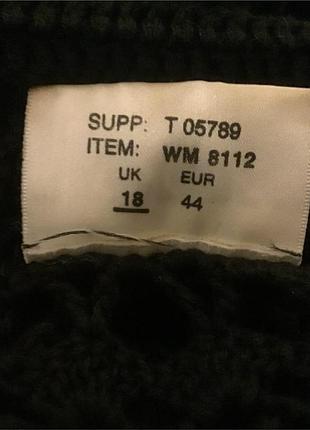 SUPP: T 05789
ITEM: WM 8112
UK EUR
18 44